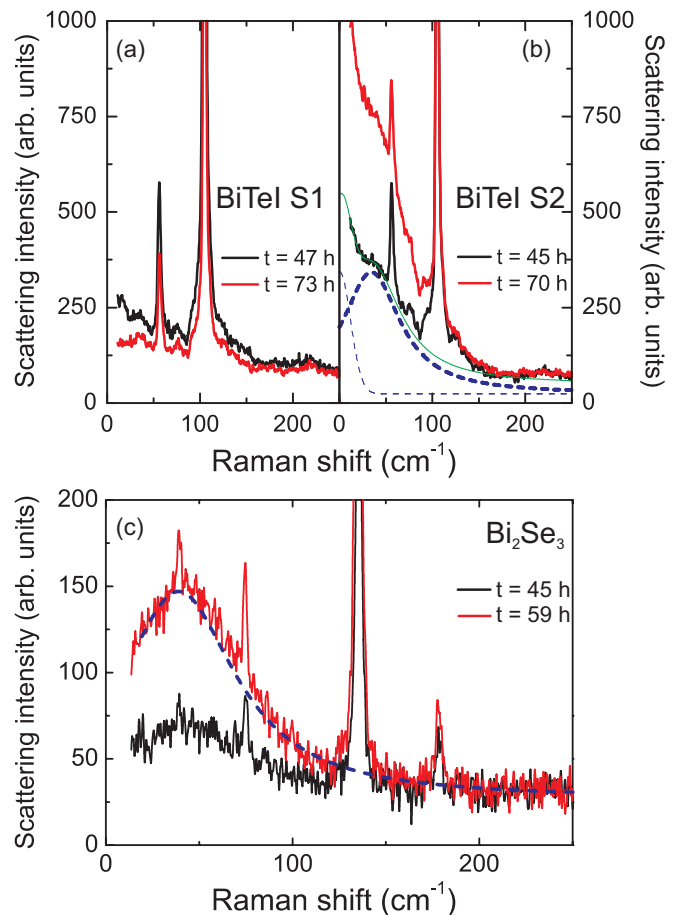 1000
750
500
250
0
Scattering intensity (arb. units)
(a)
BiTeI S1
t = 47 h
t = 73 h
0
100
200
(b)
BiTeI S2
t = 45 h
t = 70 h
0
100
200
1000
750
500
250
0
Scattering intensity (arb. units)
Raman shift (cm⁻¹)
200
150
100
50
0
Scattering intensity (arb. units)
(c)
Bi₂Se₃
t = 45 h
t = 59 h
0
100
200
Raman shift (cm⁻¹)